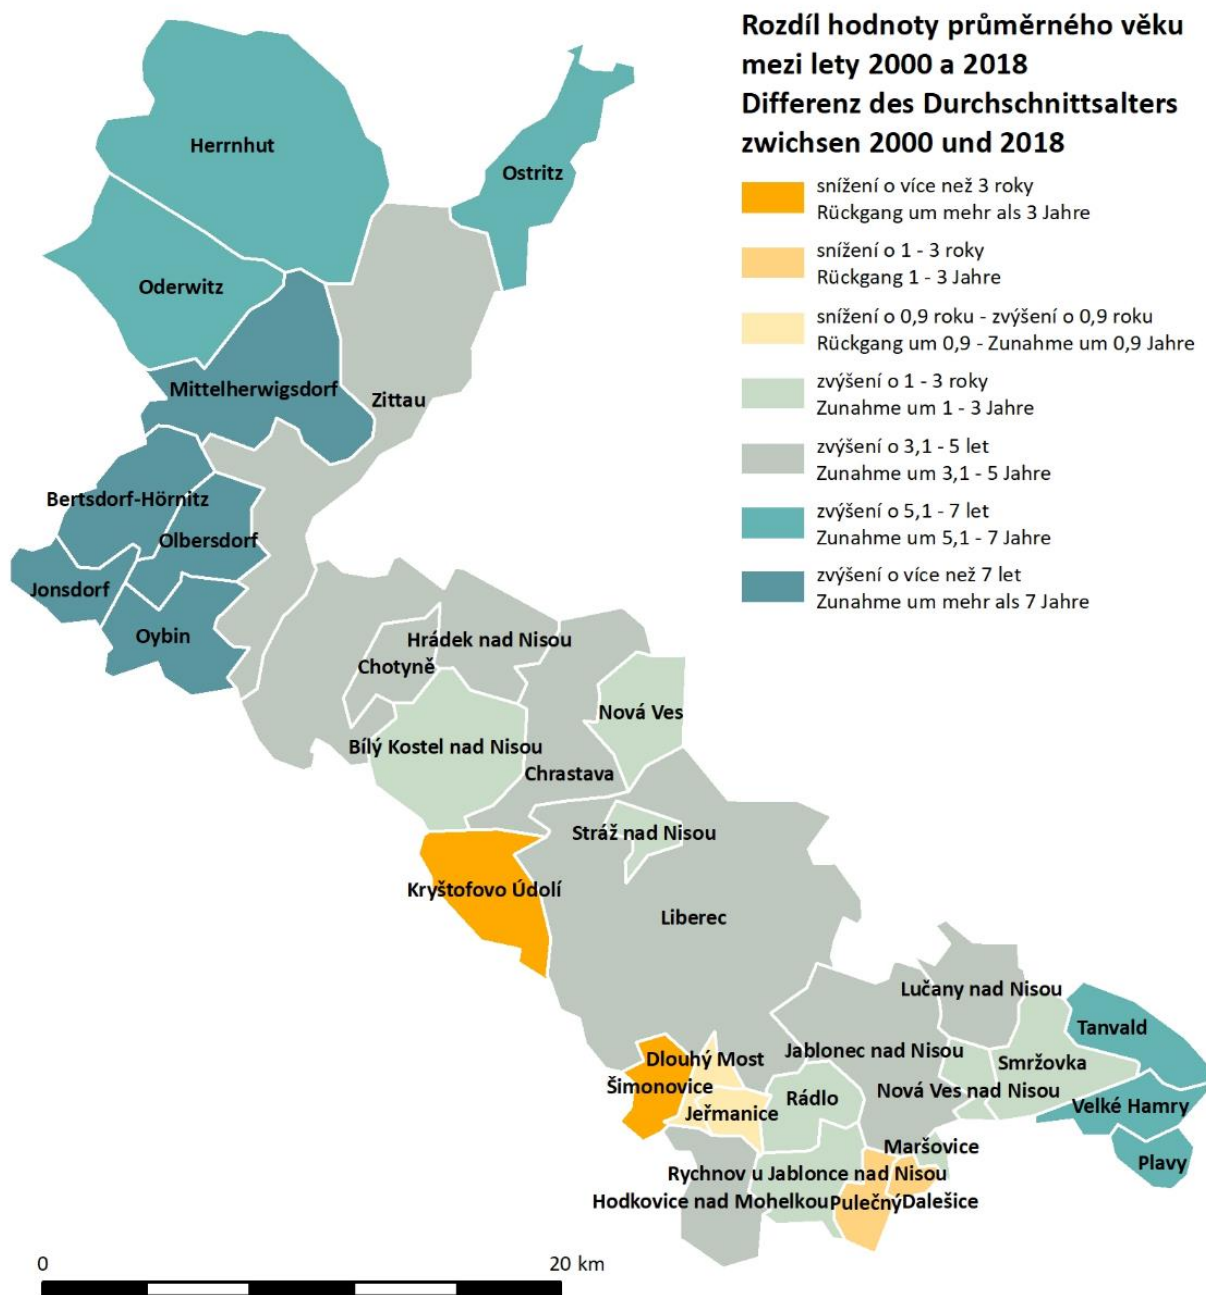 Rozdíl hodnoty průměrného věku
mezi lety 2000 a 2018
Differenz des Durchschnittsalters
zwichsen 2000 und 2018
snížení o více než 3 roky
Rückgang um mehr als 3 Jahre
snížení o 1 - 3 roky
Rückgang 1 - 3 Jahre
snížení o 0,9 roku - zvýšení o 0,9 roku
Rückgang um 0,9 - Zunahme um 0,9 Jahre
zvýšení o 1 - 3 roky
Zunahme um 1 - 3 Jahre
zvýšení o 3,1 - 5 let
Zunahme um 3,1 - 5 Jahre
zvýšení o 5,1 - 7 let
Zunahme um 5,1 - 7 Jahre
zvýšení o více než 7 let
Zunahme um mehr als 7 Jahre
Herrnhut
Ostritz
Oderwitz
Mittelherwigsdorf
Zittau
Bertsdorf-Hörnitz
Olbersdorf
Jonsdorf
Oybin
Hrádek nad Nisou
Chotyně
Nová Ves
Bílý Kostel nad Nisou
Chrastava
Stráž nad Nisou
Kryštofovo Údolí
Liberec
Lučany nad Nisou
Tanvald
Dlouhý Most
Jablonec nad Nisou
Smržovka
Šimonovice
Nová Ves nad Nisou
Rádlo
Velké Hamry
Jeřmanice
Maršovice
Plavy
Rychnov u Jablonce nad Nisou
Hodkovice nad Mohelkou
Pulečný
Dalešice
0
20 km